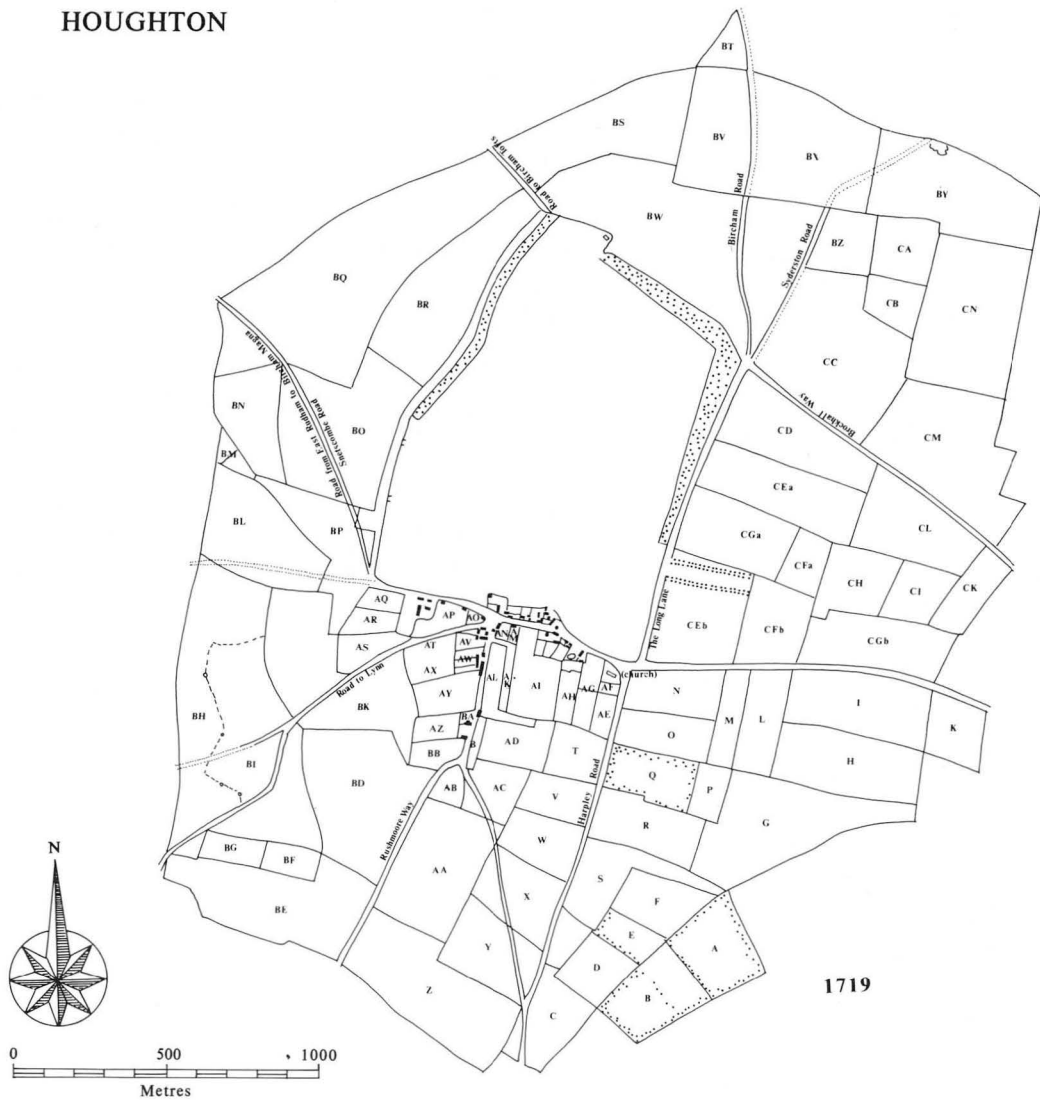 HOUGHTON
BT
BS
BV
BX
BY
Road to Bircham Tofts
Bircham Road
BW
Syderston Road
BZ
CA
CB
CN
BQ
BR
CC
Road from East Rudham to Bircham Magna
Snetscombe Road
Brockhall Way
BN
BO
BM
CD
CM
CEa
BL
BP
CGa
CFa
CL
CH
CI
CK
The Long Lane
CEb
CFb
CGb
AQ
AP
AO
AR
AN
AS
AT
AV
AW
AX
AL
AK
AI
AH
AG
AF
(church)
AE
Road to Lynn
AY
BK
BH
BI
AZ
BA
BB
B
AD
T
N
O
M
L
I
K
H
Q
P
G
Harpley Road
BD
AB
AC
V
R
W
Rushmoore Way
BG
BF
AA
X
S
F
BE
E
A
Y
D
B
Z
C
N
1719
0 500 1000
Metres